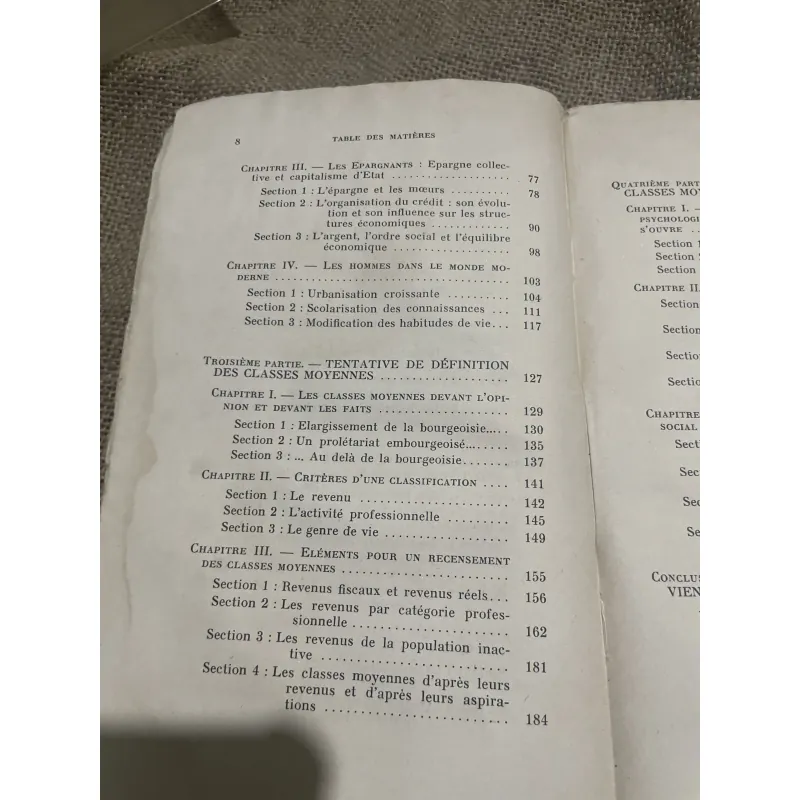 8 TABLE DES MATIÈRES
CHAPITRE III. — LES EPARGNANTS : Epargne collec-
tive et capitalisme d'Etat .................... 77
Section 1 : L'épargne et les mœurs .......... 78
Section 2 : L'organisation du crédit : son évolu-
tion et son influence sur les struc-
tures économiques .............. 90
Section 3 : L'argent, l'ordre social et l'équilibre
économique .................... 98
CHAPITRE IV. — LES HOMMES DANS LE MONDE MO-
DERNE ........................................ 103
Section 1 : Urbanisation croissante .......... 104
Section 2 : Scolarisation des connaissances ... 111
Section 3 : Modification des habitudes de vie... 117
TROISIÈME PARTIE. — TENTATIVE DE DÉFINITION
DES CLASSES MOYENNES .................... 127
CHAPITRE I. — LES CLASSES MOYENNES DEVANT L'OPI-
NION ET DEVANT LES FAITS .................... 129
Section 1 : Elargissement de la bourgeoisie..... 130
Section 2 : Un prolétariat embourgeoisé........ 135
Section 3 : ... Au delà de la bourgeoisie....... 137
CHAPITRE II. — CRITÈRES D'UNE CLASSIFICATION .... 141
Section 1 : Le revenu ...................... 142
Section 2 : L'activité professionnelle ......... 145
Section 3 : Le genre de vie .................. 149
CHAPITRE III. — ELÉMENTS POUR UN RECENSEMENT
DES CLASSES MOYENNES ......................... 155
Section 1 : Revenus fiscaux et revenus réels... 156
Section 2 : Les revenus par catégorie profes-
sionnelle ...................... 162
Section 3 : Les revenus de la population inac-
tive .......................... 181
Section 4 : Les classes moyennes d'après leurs
revenus et d'après leurs aspira-
tions ......................... 184
QUATRIÈME PARTIE
CLASSES
CHAPITRE I. —
PSYCHOLOGI
S'OUVRE ..
Section 1
Section 2
Section
CHAPITRE II.
Section
Section
Section
Section
CHAPITRE
SOCIAL
Sect
Sec
Sec
Se
CONCLUS
VIEN